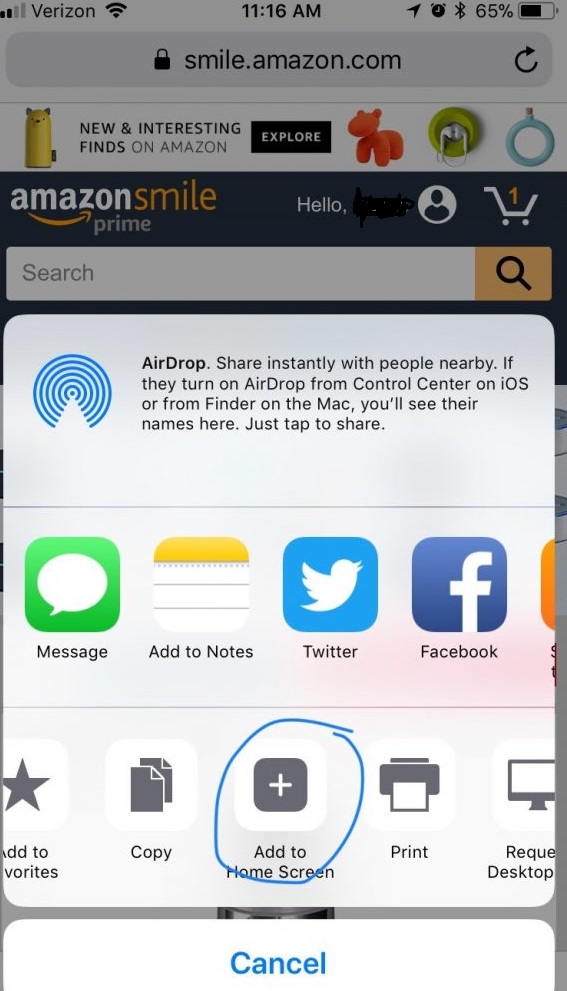 Verizon 11:16 AM 65%
smile.amazon.com
NEW & INTERESTING
FINDS ON AMAZON
EXPLORE
amazonsmile
prime
Hello,
1
Search
AirDrop. Share instantly with people nearby. If
they turn on AirDrop from Control Center on iOS
or from Finder on the Mac, you'll see their
names here. Just tap to share.
Message Add to Notes Twitter Facebook
dd to
vorites
Copy
Add to
Home Screen
Print
Reque
Desktop
Cancel